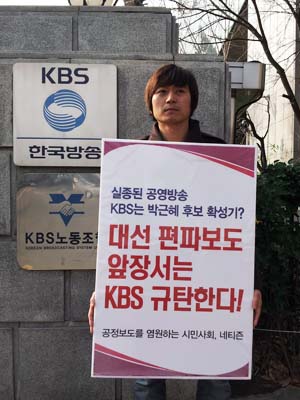 KBS
한국방송
KBS노동조
KOREAN BROADCASTING SYSTEM
실종된 공영방송
KBS는 박근혜 후보 확성기?
대선 편파보도
앞장서는
KBS 규탄한다!
공정보도를 염원하는 시민사회, 네티즌